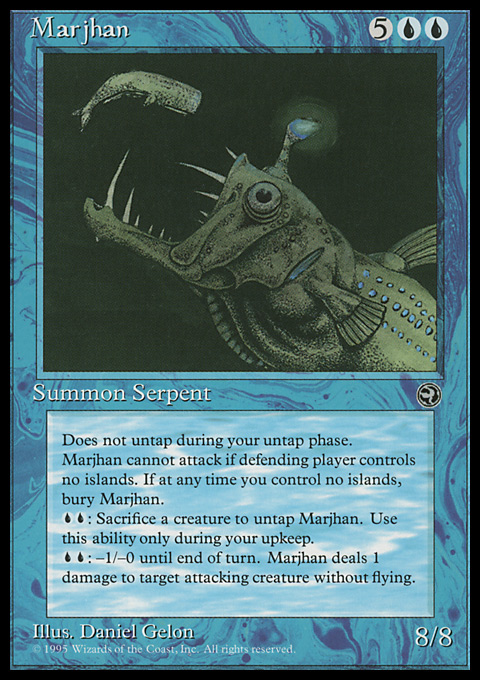 Marjhan 5
Summon Serpent
Does not untap during your untap phase.
Marjhan cannot attack if defending player controls
no islands. If at any time you control no islands,
bury Marjhan.
: Sacrifice a creature to untap Marjhan. Use
this ability only during your upkeep.
: –1/–0 until end of turn. Marjhan deals 1
damage to target attacking creature without flying.
Illus. Daniel Gelon
8/8
© 1995 Wizards of the Coast, Inc. All rights reserved.